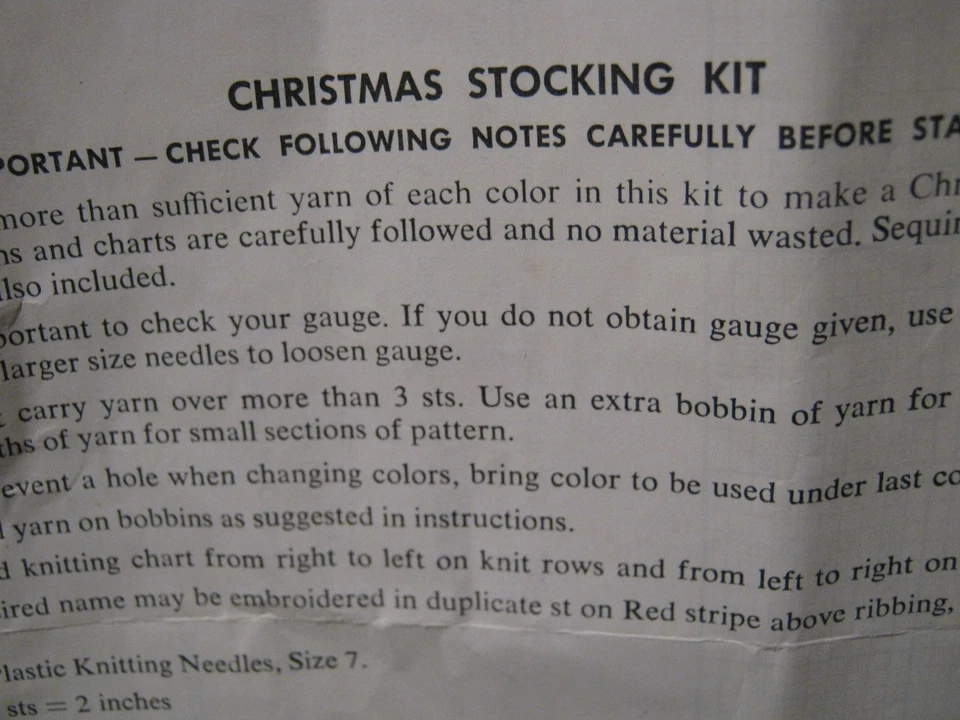 CHRISTMAS STOCKING KIT
PORTANT — CHECK FOLLOWING NOTES CAREFULLY BEFORE STA
more than sufficient yarn of each color in this kit to make a Chr
ns and charts are carefully followed and no material wasted. Sequin
lso included.
portant to check your gauge. If you do not obtain gauge given, use
larger size needles to loosen gauge.
t carry yarn over more than 3 sts. Use an extra bobbin of yarn for
ths of yarn for small sections of pattern.
event a hole when changing colors, bring color to be used under last co
d yarn on bobbins as suggested in instructions.
d knitting chart from right to left on knit rows and from left to right on
ired name may be embroidered in duplicate st on Red stripe above ribbing,
Plastic Knitting Needles, Size 7.
sts = 2 inches